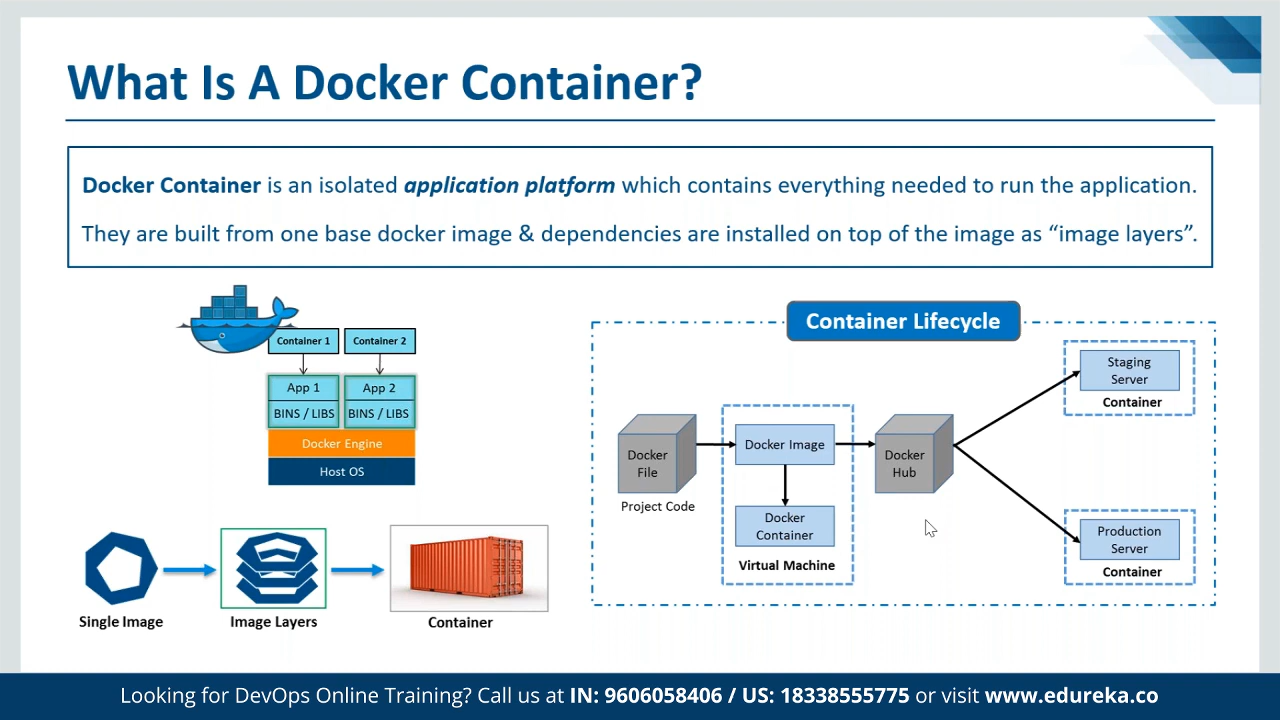 What Is A Docker Container?
Docker Container is an isolated application platform which contains everything needed to run the application.
They are built from one base docker image & dependencies are installed on top of the image as “image layers”.
Container 1
Container 2
App 1
App 2
BINS / LIBS
BINS / LIBS
Docker Engine
Host OS
Single Image
Image Layers
Container
Container Lifecycle
Docker
File
Project Code
Docker Image
Docker
Container
Virtual Machine
Docker
Hub
Staging
Server
Container
Production
Server
Container
Looking for DevOps Online Training? Call us at IN: 9606058406 / US: 18338555775 or visit www.edureka.co